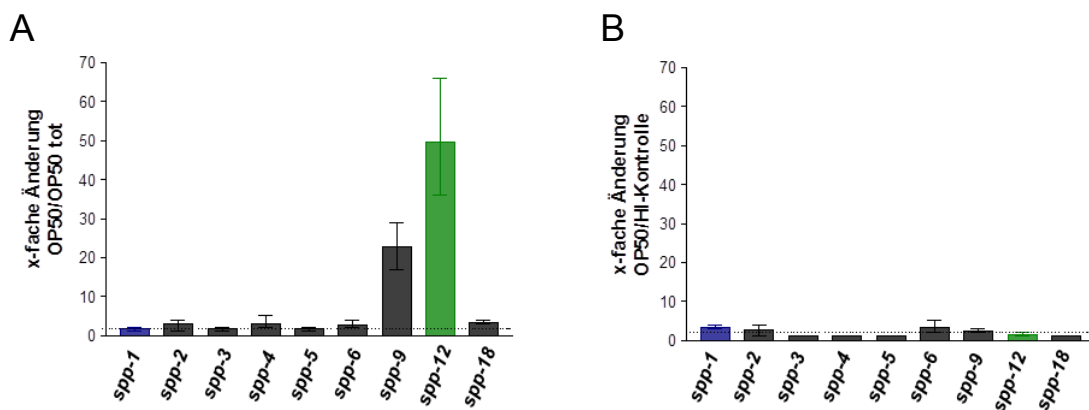 A
x-fache Änderung
OP50/OP50 tot
70
60
50
40
30
20
10
0
spp-1
spp-2
spp-3
spp-4
spp-5
spp-6
spp-9
spp-12
spp-18
B
x-fache Änderung
OP50/HI-Kontrolle
70
60
50
40
30
20
10
0
spp-1
spp-2
spp-3
spp-4
spp-5
spp-6
spp-9
spp-12
spp-18